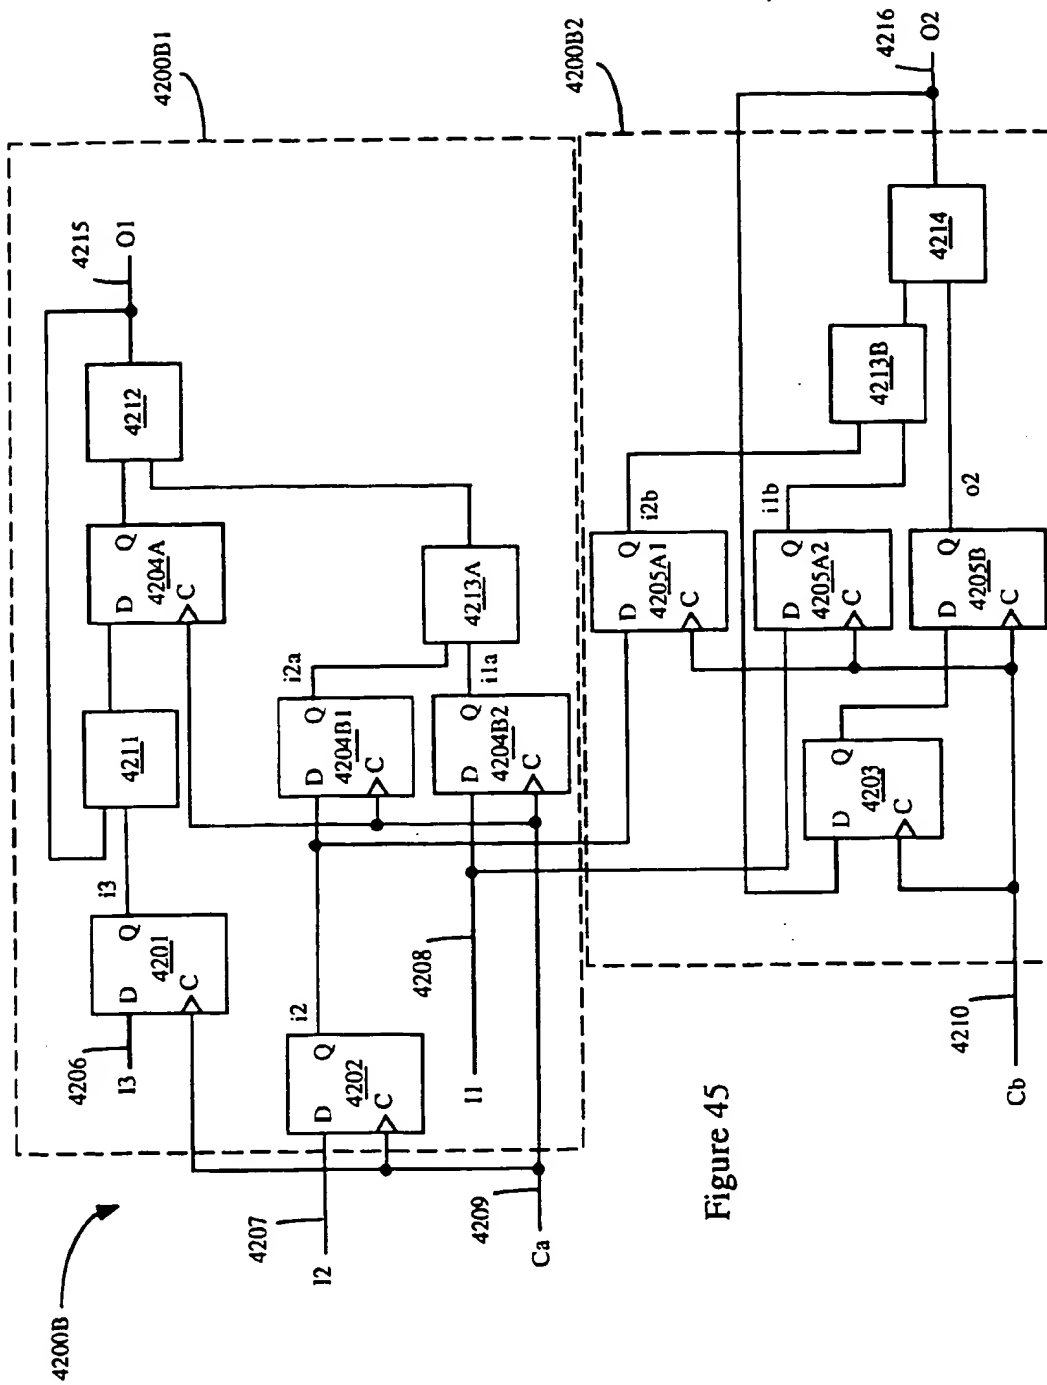 4200B
4200B1
4206
I3
D
Q
4201
C
i3
4211
D
Q
4204A
C
4212
4215
O1
4207
I2
D
Q
4202
C
i2
D
Q
4204B1
C
i2a
4213A
4208
I1
D
Q
4204B2
C
i1a
4209
Ca
4200B2
D
Q
4205A1
C
i2b
4213B
D
Q
4205A2
C
i1b
4214
4216
O2
D
Q
4203
C
D
Q
4205B
C
o2
4210
Cb
Figure 45